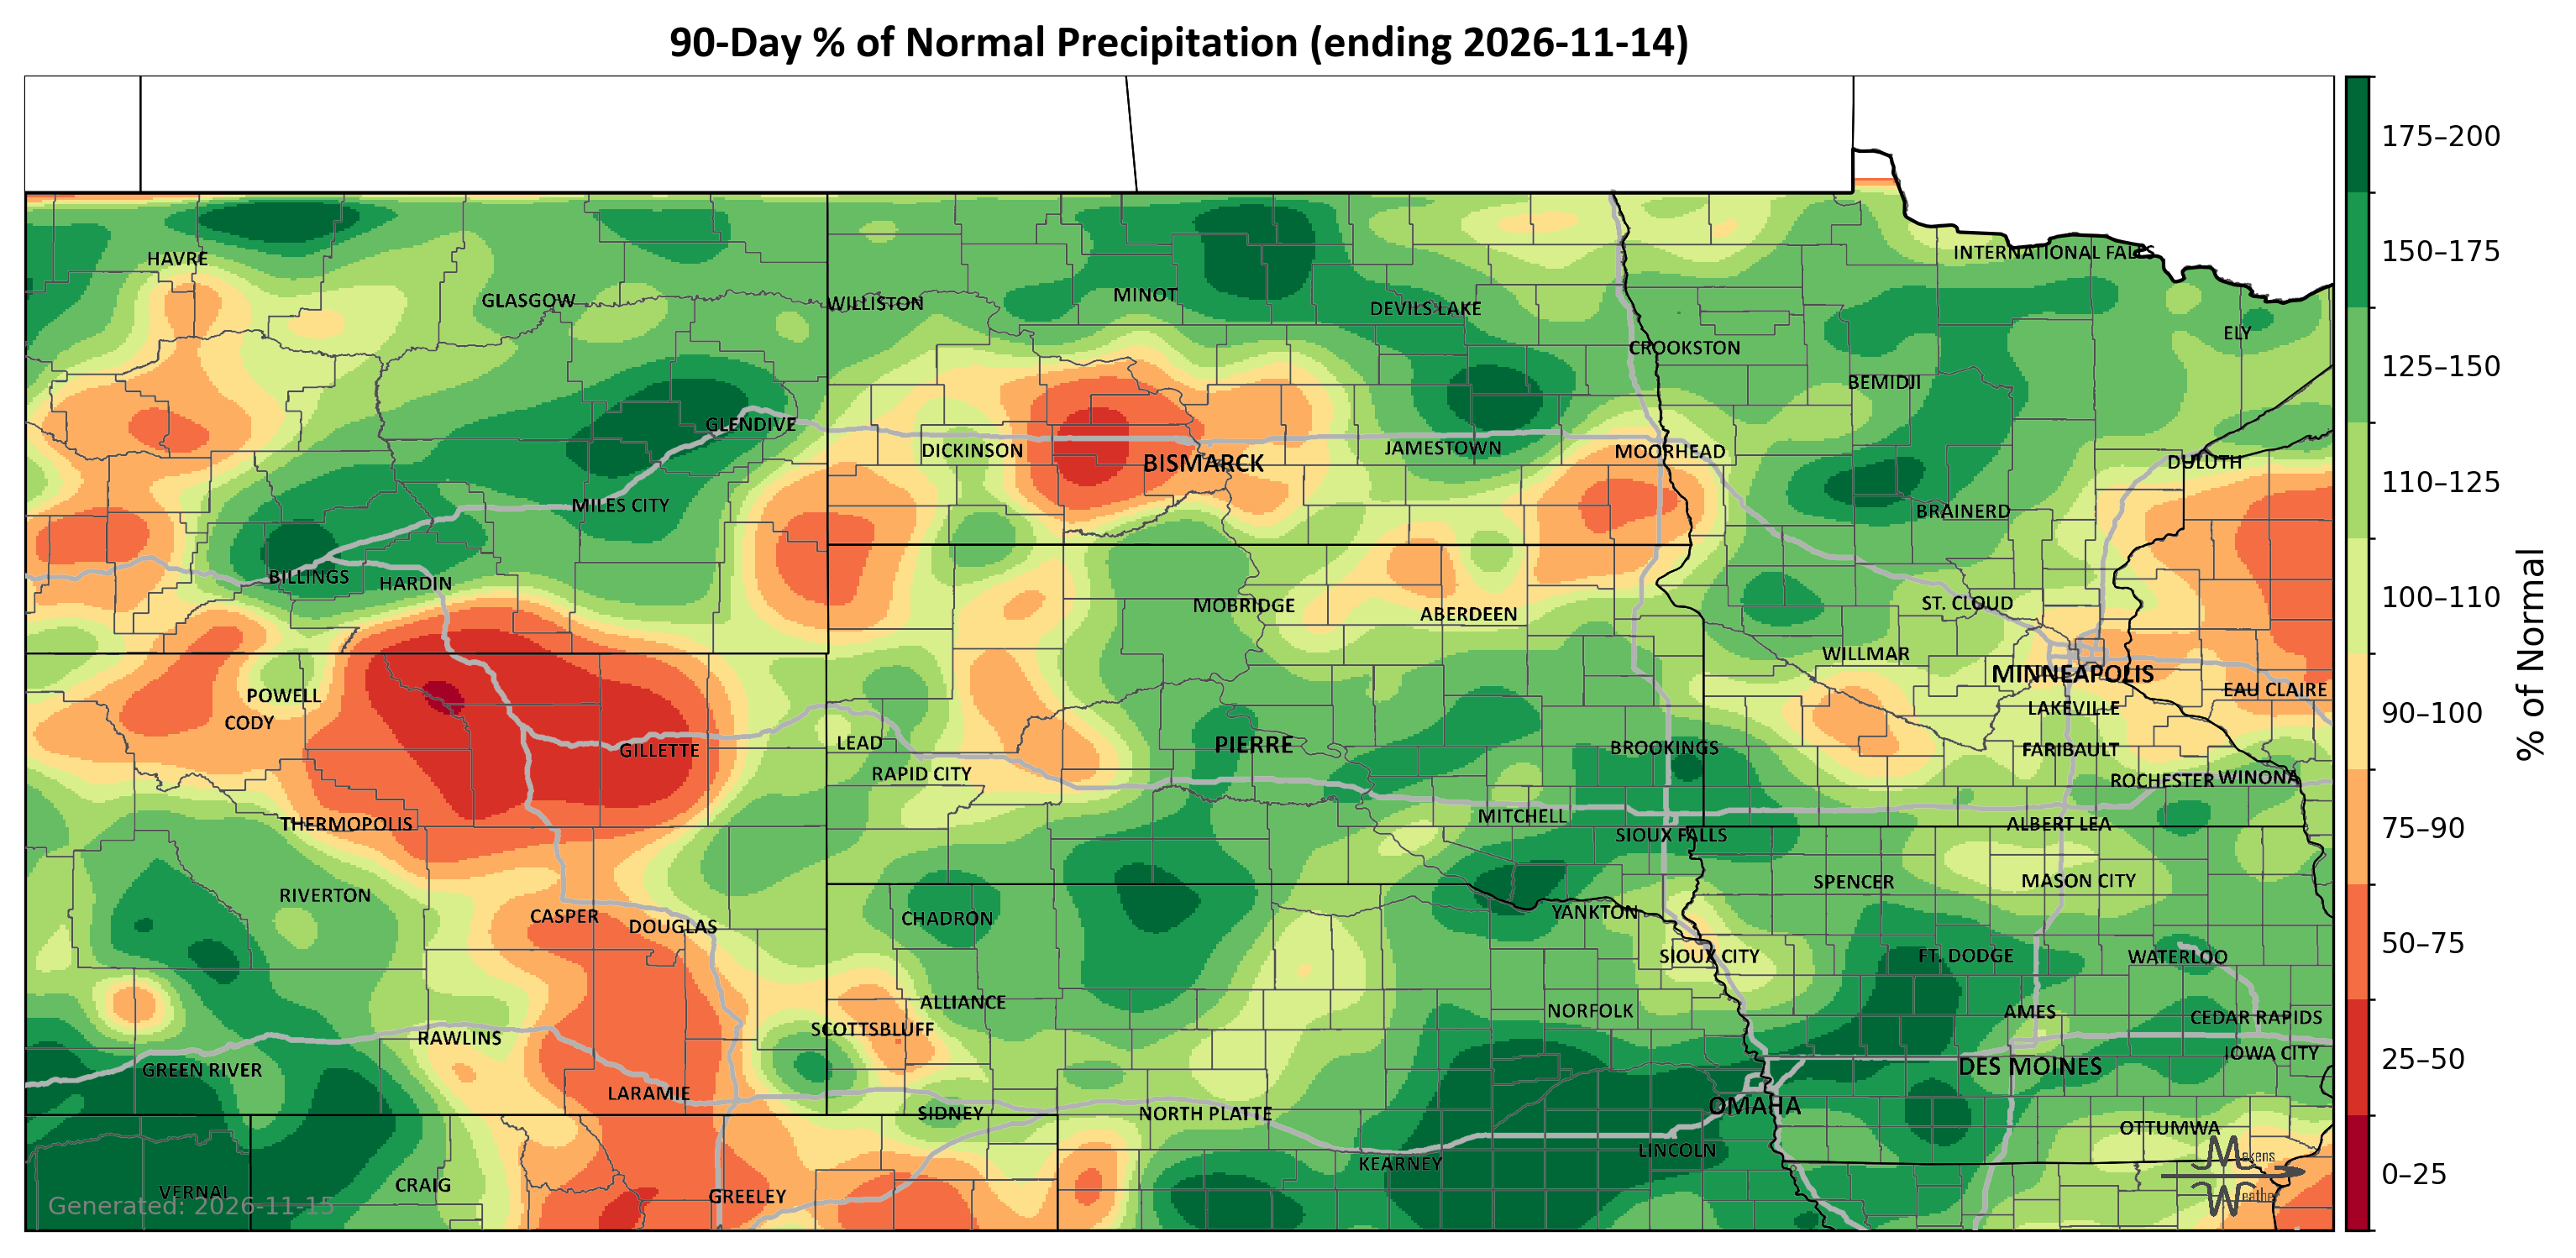 90-Day % of Normal Precipitation (ending 2026-11-14)
175–200
150–175
125–150
110–125
100–110
90–100
75–90
50–75
25–50
0–25
% of Normal
HAVRE
INTERNATIONAL FALLS
GLASGOW
WILLISTON
MINOT
DEVILS LAKE
ELY
CROOKSTON
BEMIDJI
GLENDIVE
DICKINSON
BISMARCK
JAMESTOWN
MOORHEAD
DULUTH
MILES CITY
BRAINERD
BILLINGS
HARDIN
MOBRIDGE
ABERDEEN
ST. CLOUD
WILLMAR
MINNEAPOLIS
POWELL
EAU CLAIRE
CODY
LAKEVILLE
GILLETTE
LEAD
PIERRE
BROOKINGS
FARIBAULT
RAPID CITY
ROCHESTER
WINONA
THERMOPOLIS
MITCHELL
ALBERT LEA
SIOUX FALLS
RIVERTON
SPENCER
MASON CITY
CASPER
DOUGLAS
CHADRON
YANKTON
SIOUX CITY
FT. DODGE
WATERLOO
ALLIANCE
NORFOLK
AMES
CEDAR RAPIDS
SCOTTSBLUFF
RAWLINS
IOWA CITY
GREEN RIVER
DES MOINES
LARAMIE
SIDNEY
NORTH PLATTE
OMAHA
OTTUMWA
LINCOLN
KEARNEY
VERNAL
CRAIG
GREELEY
Makens
Weather
Generated: 2026-11-15